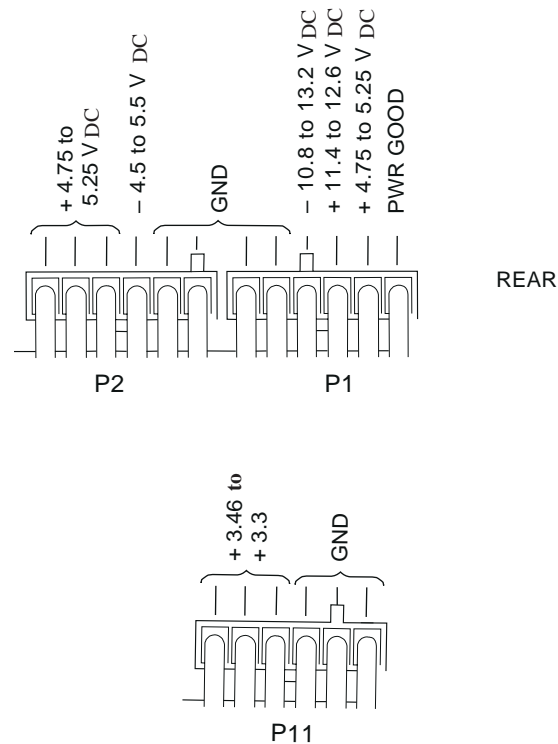 + 4.75 to
5.25 V DC
– 4.5 to 5.5 V DC
GND
– 10.8 to 13.2 V DC
+ 11.4 to 12.6 V DC
+ 4.75 to 5.25 V DC
PWR GOOD
REAR
P2
P1
+ 3.46 to
+ 3.3
GND
P11